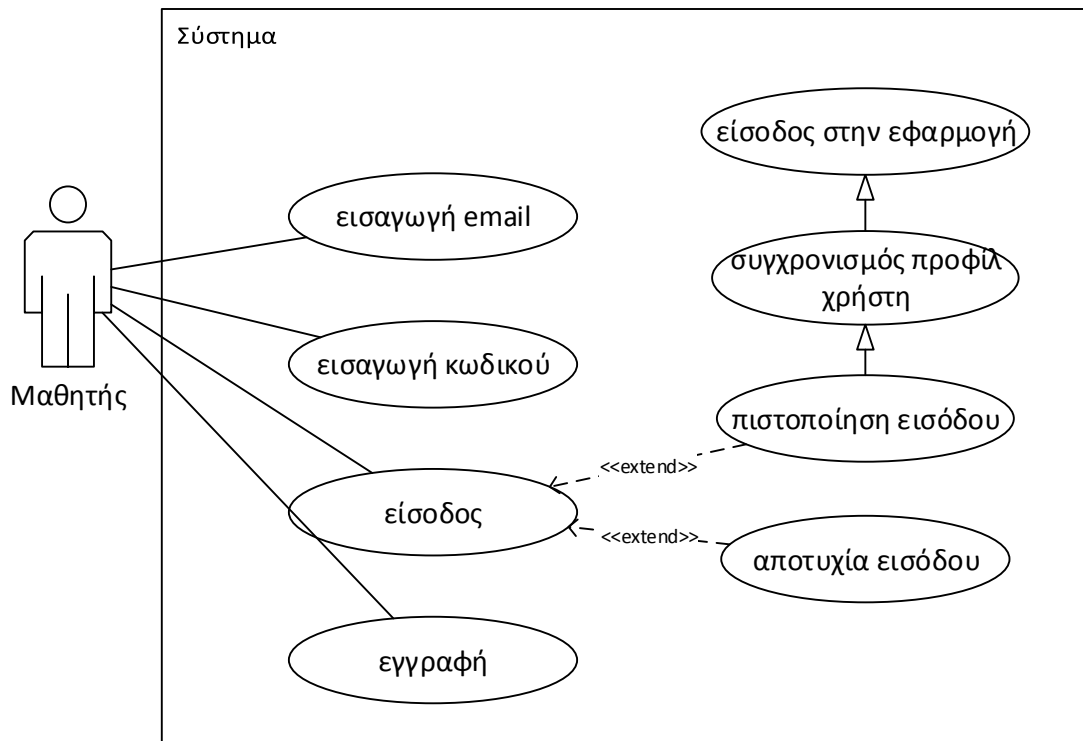 Σύστημα
είσοδος στην εφαρμογή
εισαγωγή email
συγχρονισμός προφίλ
χρήστη
εισαγωγή κωδικού
Μαθητής
πιστοποίηση εισόδου
<<extend>>
είσοδος
<<extend>>
αποτυχία εισόδου
εγγραφή